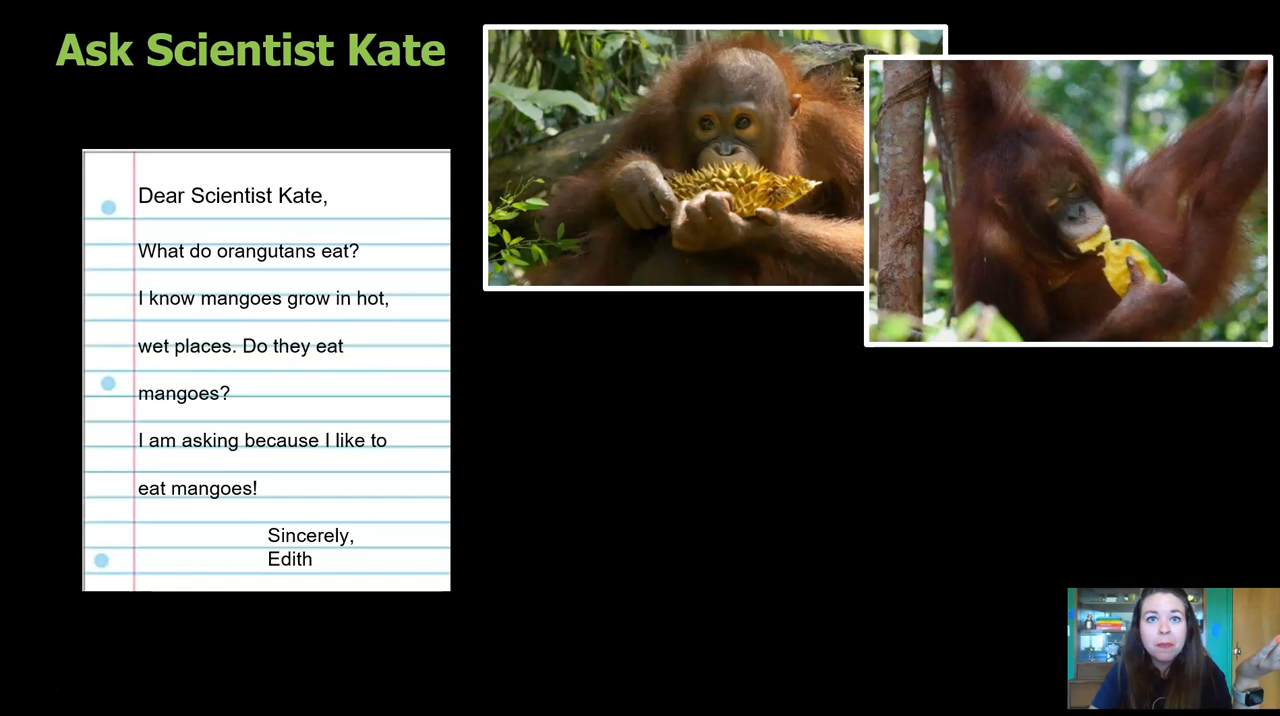 Ask Scientist Kate
Dear Scientist Kate,
What do orangutans eat?
I know mangoes grow in hot,
wet places. Do they eat
mangoes?
I am asking because I like to
eat mangoes!
Sincerely,
Edith